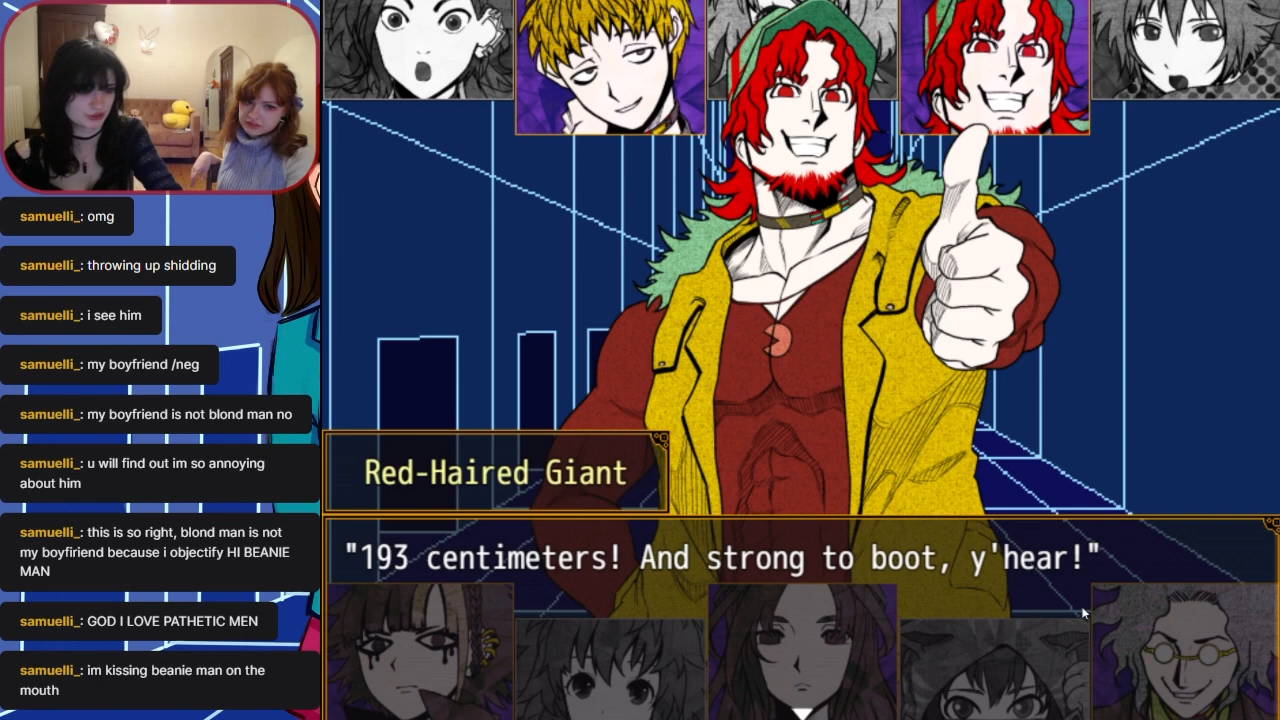 samuelli_: omg
samuelli_: throwing up shidding
samuelli_: i see him
samuelli_: my boyfriend /neg
samuelli_: my boyfriend is not blond man no
samuelli_: u will find out im so annoying
about him
samuelli_: this is so right, blond man is not
my boyfiriend because i objectify HI BEANIE
MAN
samuelli_: GOD I LOVE PATHETIC MEN
samuelli_: im kissing beanie man on the
mouth
Red-Haired Giant
"193 centimeters! And strong to boot, y'hear!"